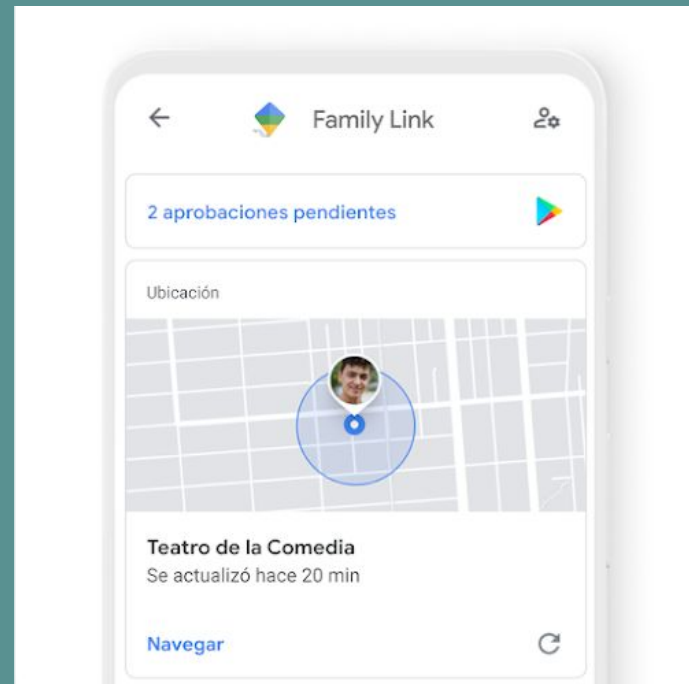 Family Link
2 aprobaciones pendientes
Ubicación
Teatro de la Comedia
Se actualizó hace 20 min
Navegar